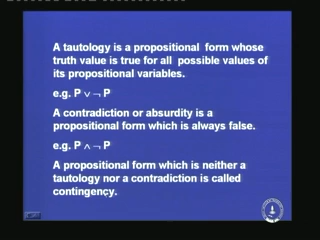 A tautology is a propositional form whose
truth value is true for all possible values of
its propositional variables.
e.g. P ∨ ¬ P
A contradiction or absurdity is a
propositional form which is always false.
e.g. P ∧ ¬ P
A propositional form which is neither a
tautology nor a contradiction is called
contingency.